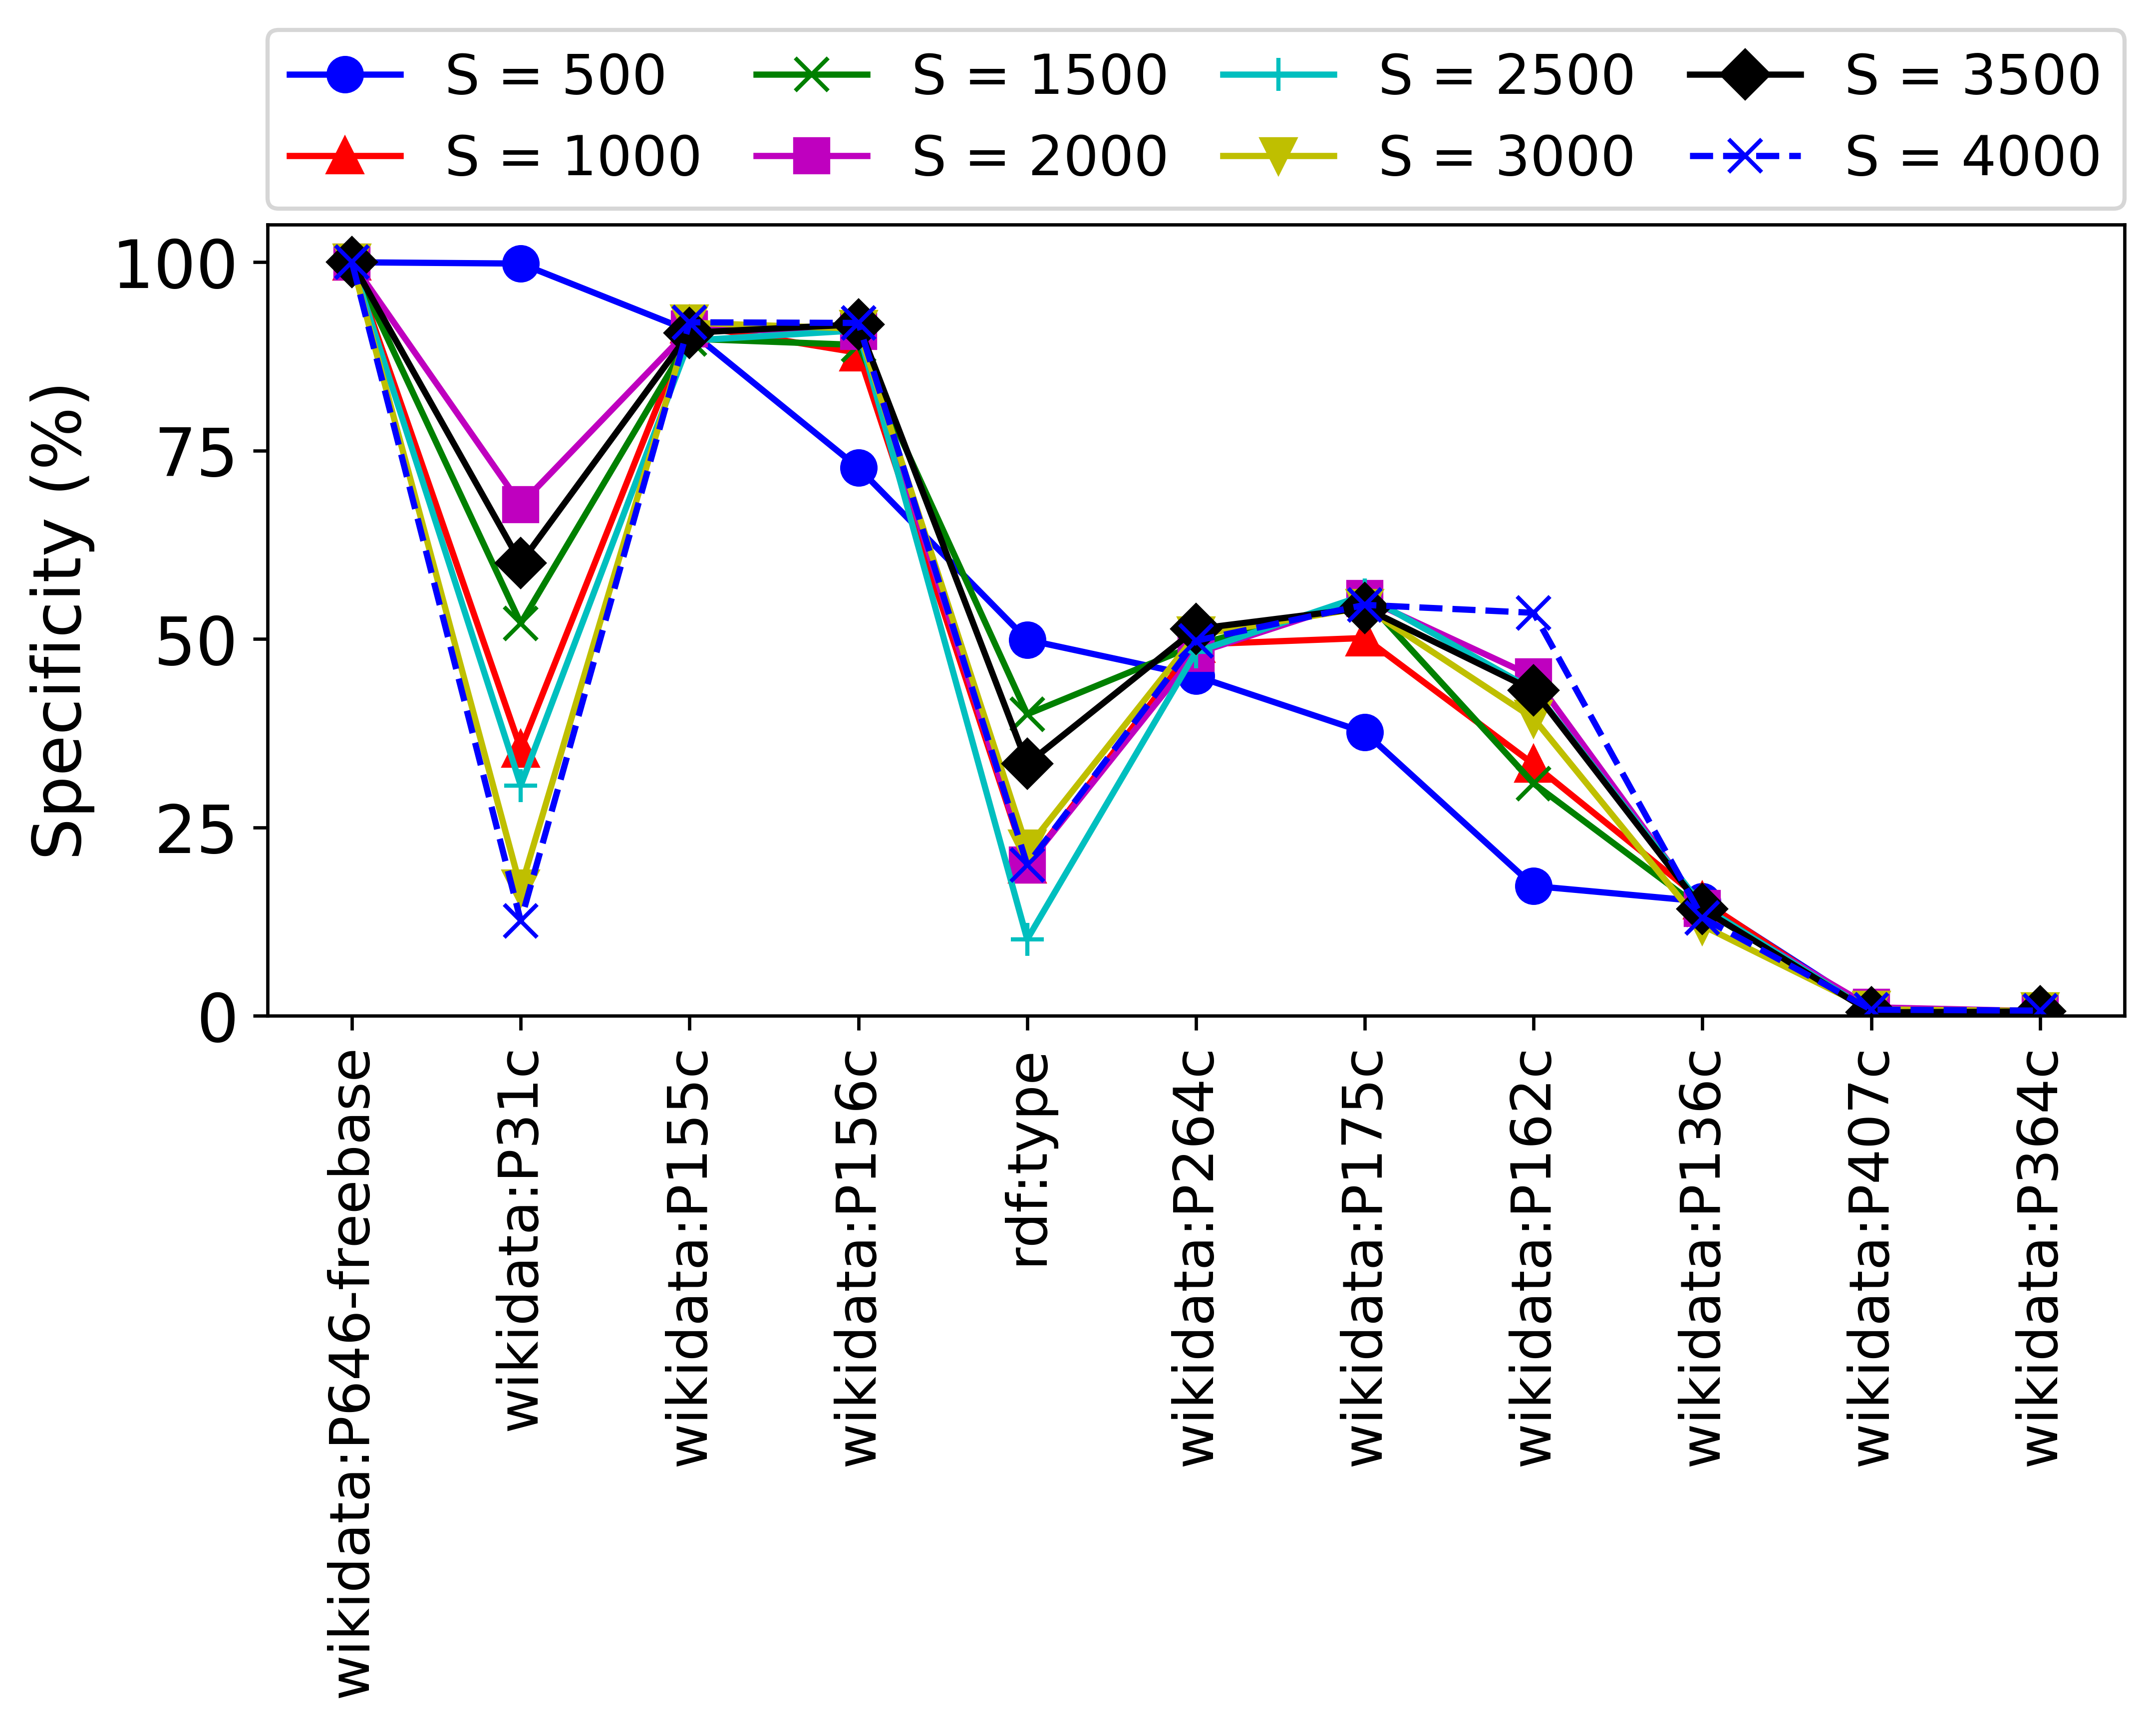 S = 500 S = 1500 S = 2500 S = 3500
S = 1000 S = 2000 S = 3000 S = 4000
Specificity (%)
100
75
50
25
0
wikidata:P646-freebase
wikidata:P31c
wikidata:P155c
wikidata:P156c
rdf:type
wikidata:P264c
wikidata:P175c
wikidata:P162c
wikidata:P136c
wikidata:P407c
wikidata:P364c